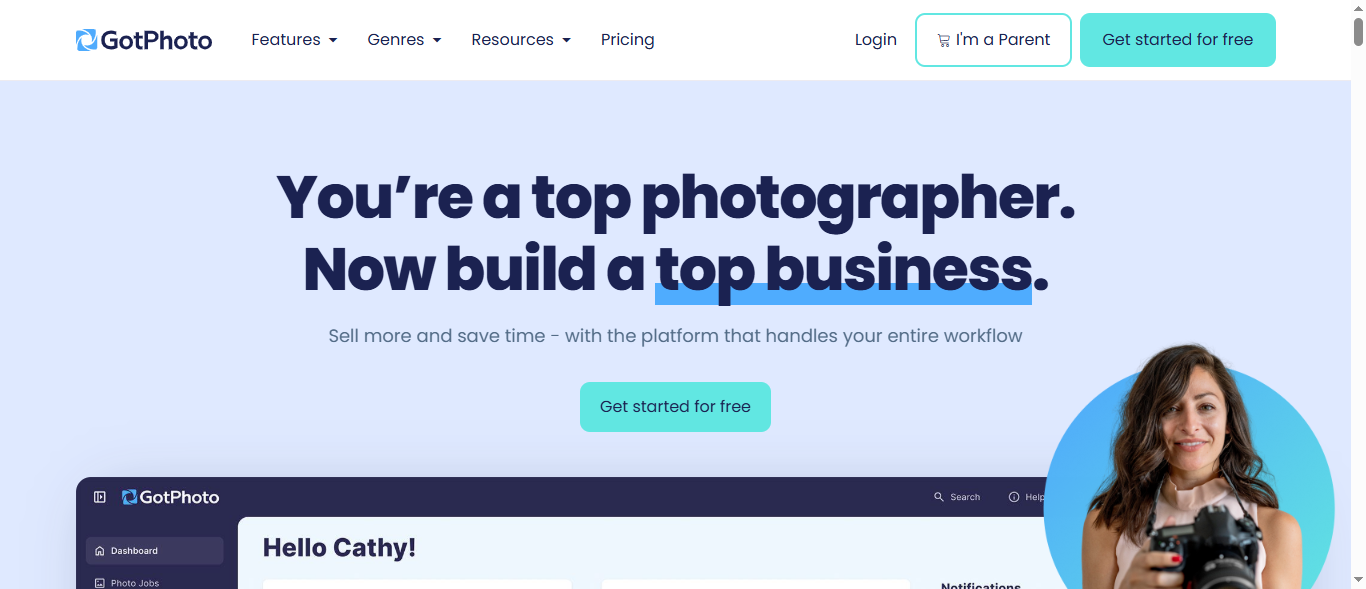 GotPhoto
Features
Genres
Resources
Pricing
Login
I'm a Parent
Get started for free
You’re a top photographer.
Now build a top business.
Sell more and save time - with the platform that handles your entire workflow
Get started for free
GotPhoto
Search
Help
Dashboard
Hello Cathy!
Photo Jobs
Notifications